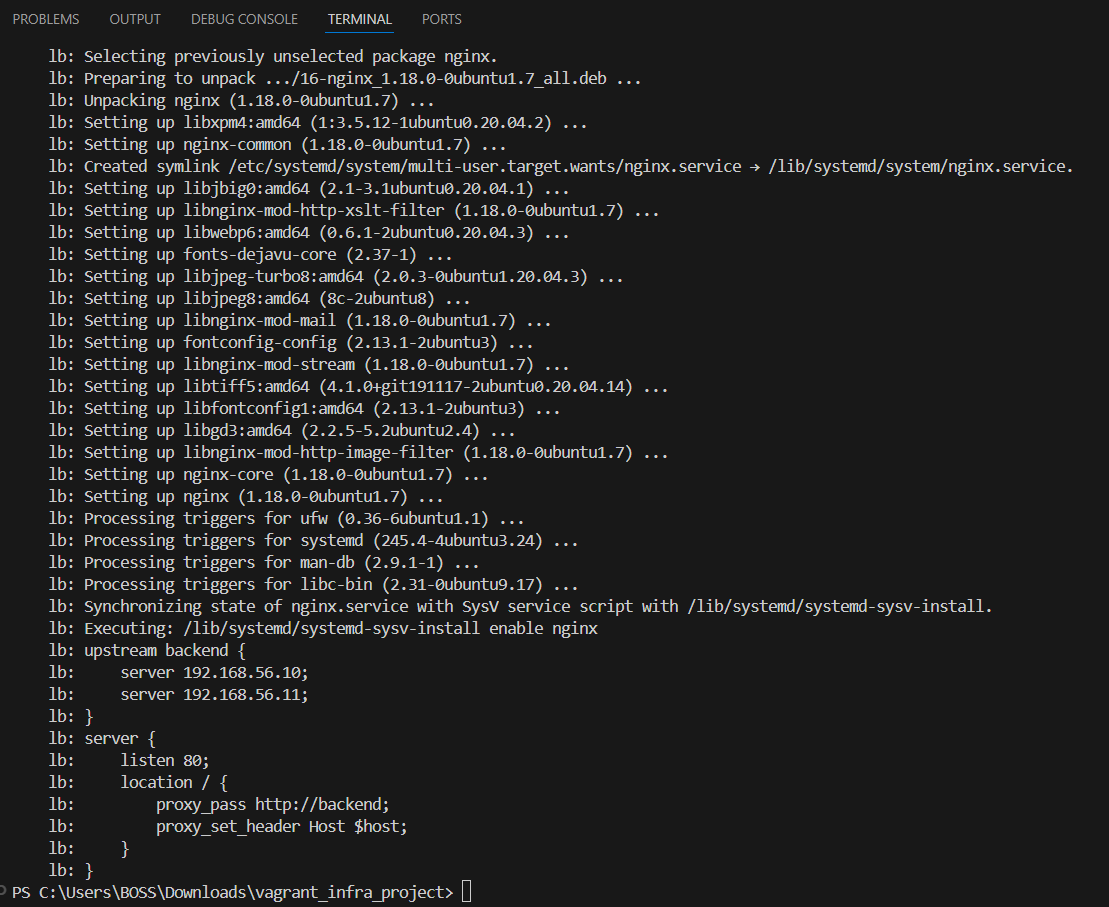 PROBLEMS OUTPUT DEBUG CONSOLE TERMINAL PORTS
lb: Selecting previously unselected package nginx.
lb: Preparing to unpack .../16-nginx_1.18.0-0ubuntu1.7_all.deb ...
lb: Unpacking nginx (1.18.0-0ubuntu1.7) ...
lb: Setting up libxpm4:amd64 (1:3.5.12-1ubuntu0.20.04.2) ...
lb: Setting up nginx-common (1.18.0-0ubuntu1.7) ...
lb: Created symlink /etc/systemd/system/multi-user.target.wants/nginx.service → /lib/systemd/system/nginx.service.
lb: Setting up libjbig0:amd64 (2.1-3.1ubuntu0.20.04.1) ...
lb: Setting up libnginx-mod-http-xslt-filter (1.18.0-0ubuntu1.7) ...
lb: Setting up libwebp6:amd64 (0.6.1-2ubuntu0.20.04.3) ...
lb: Setting up fonts-dejavu-core (2.37-1) ...
lb: Setting up libjpeg-turbo8:amd64 (2.0.3-0ubuntu1.20.04.3) ...
lb: Setting up libjpeg8:amd64 (8c-2ubuntu8) ...
lb: Setting up libnginx-mod-mail (1.18.0-0ubuntu1.7) ...
lb: Setting up fontconfig-config (2.13.1-2ubuntu3) ...
lb: Setting up libnginx-mod-stream (1.18.0-0ubuntu1.7) ...
lb: Setting up libtiff5:amd64 (4.1.0+git191117-2ubuntu0.20.04.14) ...
lb: Setting up libfontconfig1:amd64 (2.13.1-2ubuntu3) ...
lb: Setting up libgd3:amd64 (2.2.5-5.2ubuntu2.4) ...
lb: Setting up libnginx-mod-http-image-filter (1.18.0-0ubuntu1.7) ...
lb: Setting up nginx-core (1.18.0-0ubuntu1.7) ...
lb: Setting up nginx (1.18.0-0ubuntu1.7) ...
lb: Processing triggers for ufw (0.36-6ubuntu1.1) ...
lb: Processing triggers for systemd (245.4-4ubuntu3.24) ...
lb: Processing triggers for man-db (2.9.1-1) ...
lb: Processing triggers for libc-bin (2.31-0ubuntu9.17) ...
lb: Synchronizing state of nginx.service with SysV service script with /lib/systemd/systemd-sysv-install.
lb: Executing: /lib/systemd/systemd-sysv-install enable nginx
lb: upstream backend {
lb:     server 192.168.56.10;
lb:     server 192.168.56.11;
lb: }
lb: server {
lb:     listen 80;
lb:     location / {
lb:         proxy_pass http://backend;
lb:         proxy_set_header Host $host;
lb:     }
lb: }
PS C:\Users\BOSS\Downloads\vagrant_infra_project>